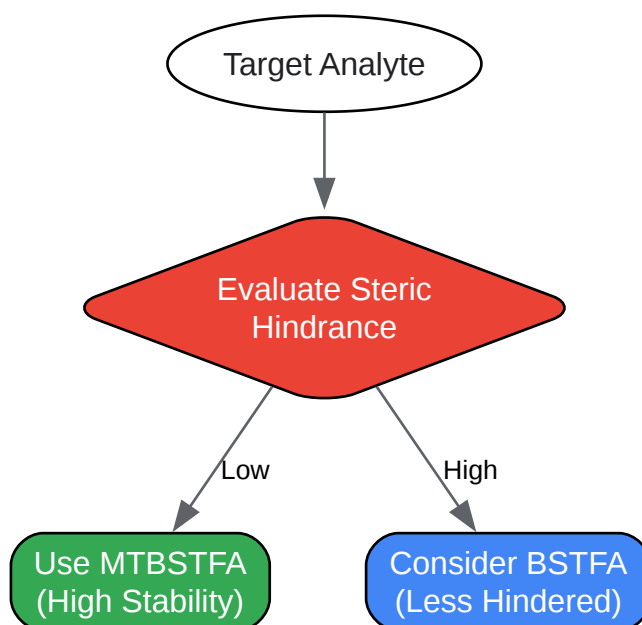 Target Analyte
Evaluate Steric
Hindrance
Low
High
Use MTBSTFA
(High Stability)
Consider BSTFA
(Less Hindered)